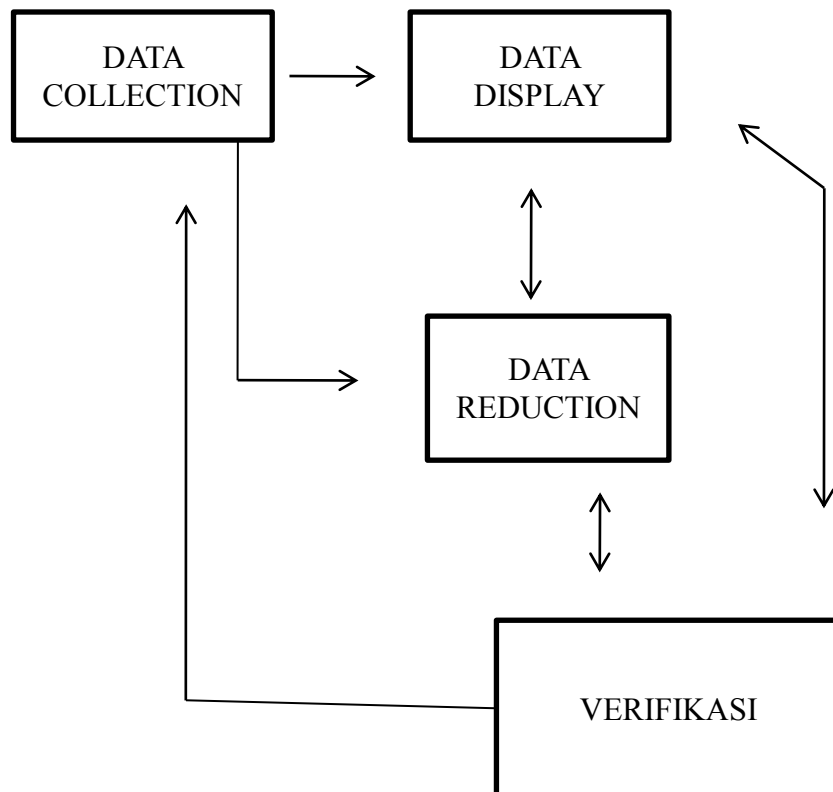 DATA
COLLECTION
DATA
DISPLAY
DATA
REDUCTION
VERIFIKASI